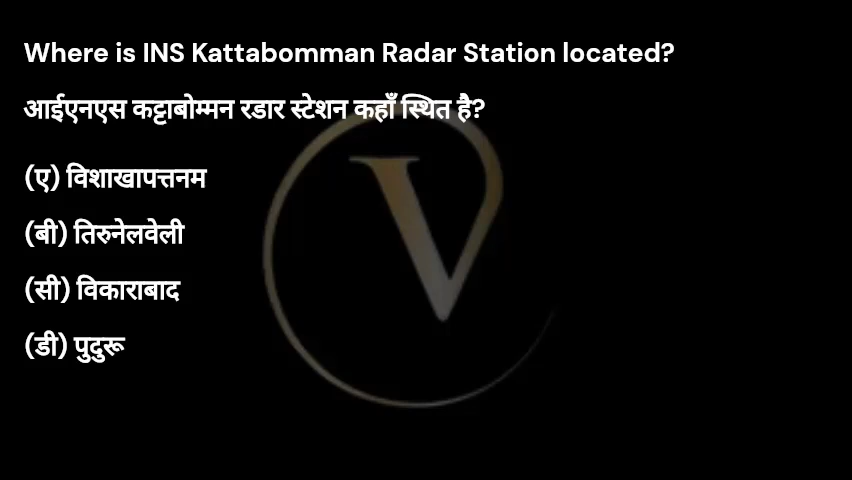 Where is INS Kattabomman Radar Station located?
आईएनएस कट्टाबोम्मन रडार स्टेशन कहाँ स्थित है?
(ए) विशाखापत्तनम
(बी) तिरुनेलवेली
(सी) विकाराबाद
(डी) पुदुरू